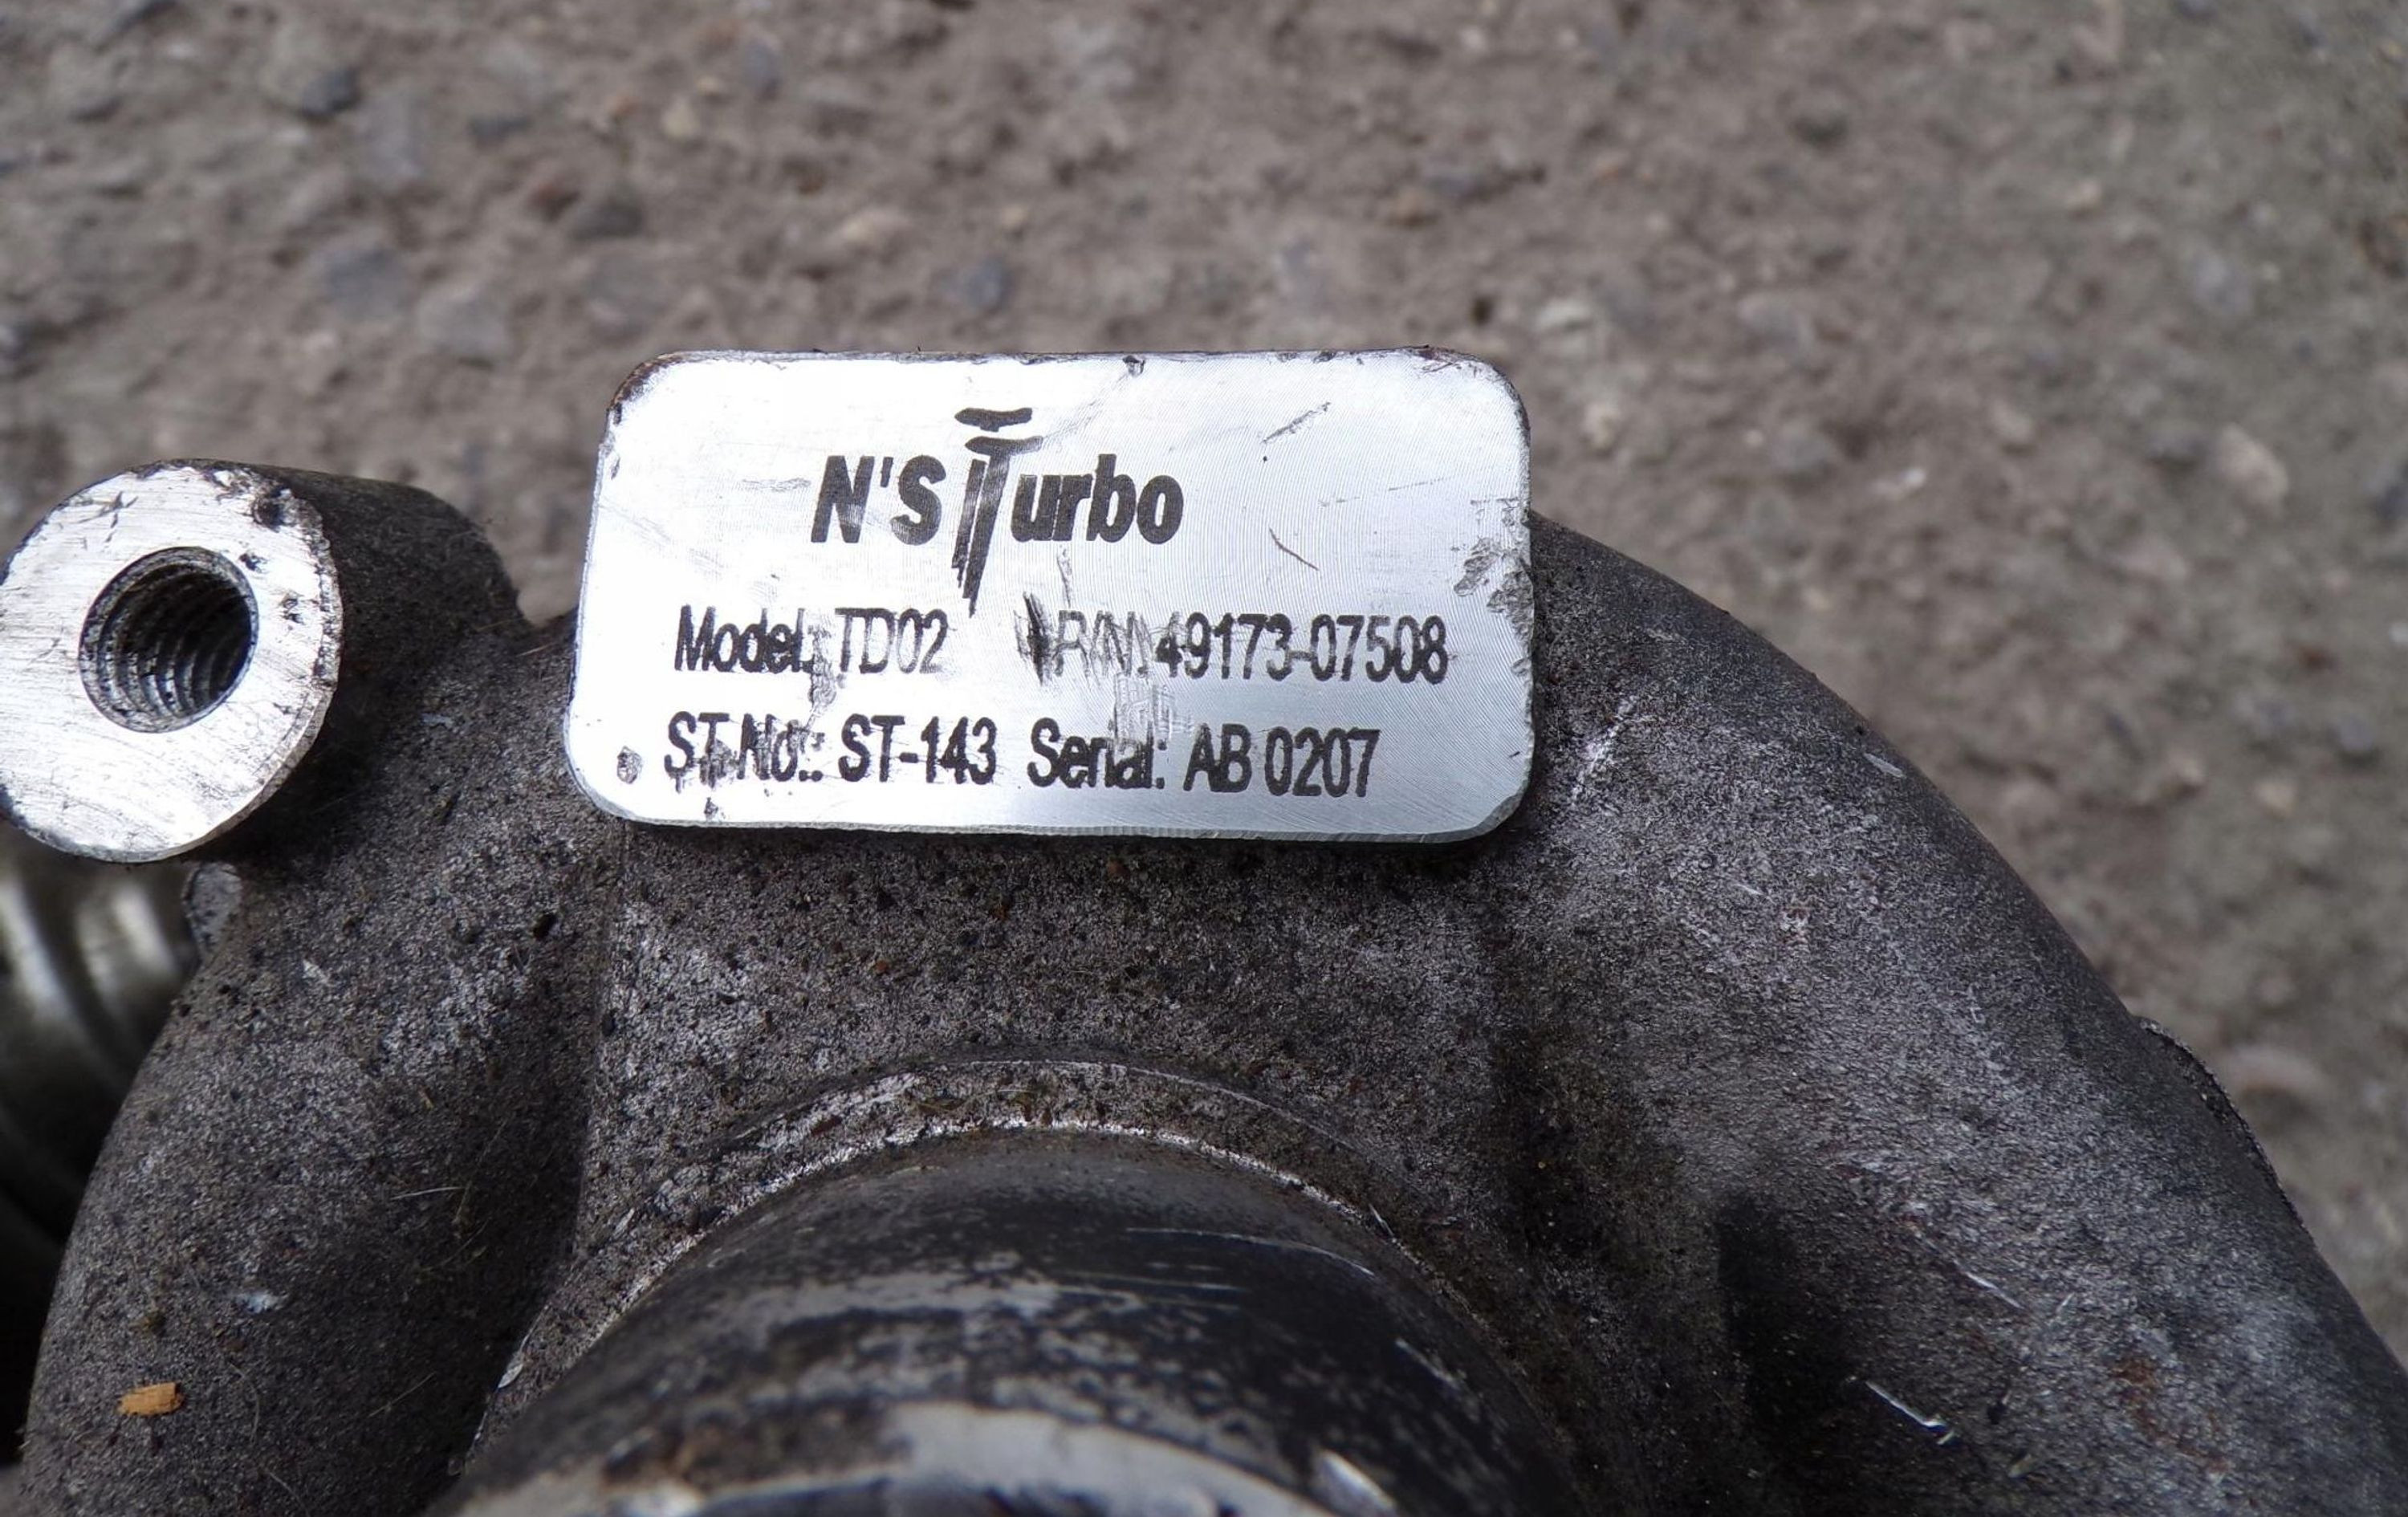 N'S Turbo
Model: TD02 P/N: 49173-07508
ST-No.: ST-143 Serial: AB 0207